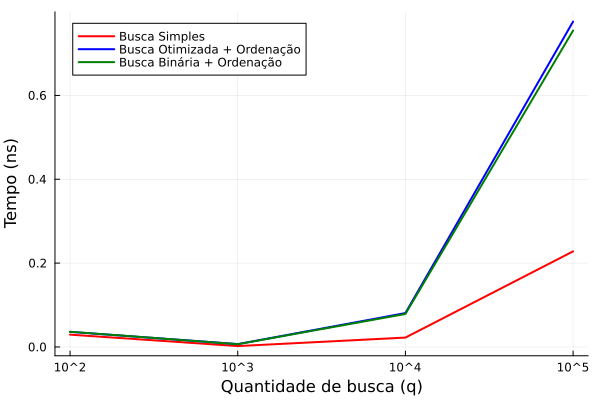 Busca Simples
Busca Otimizada + Ordenação
Busca Binária + Ordenação
Tempo (ns)
0.6
0.4
0.2
0.0
10^2
10^3
10^4
10^5
Quantidade de busca (q)